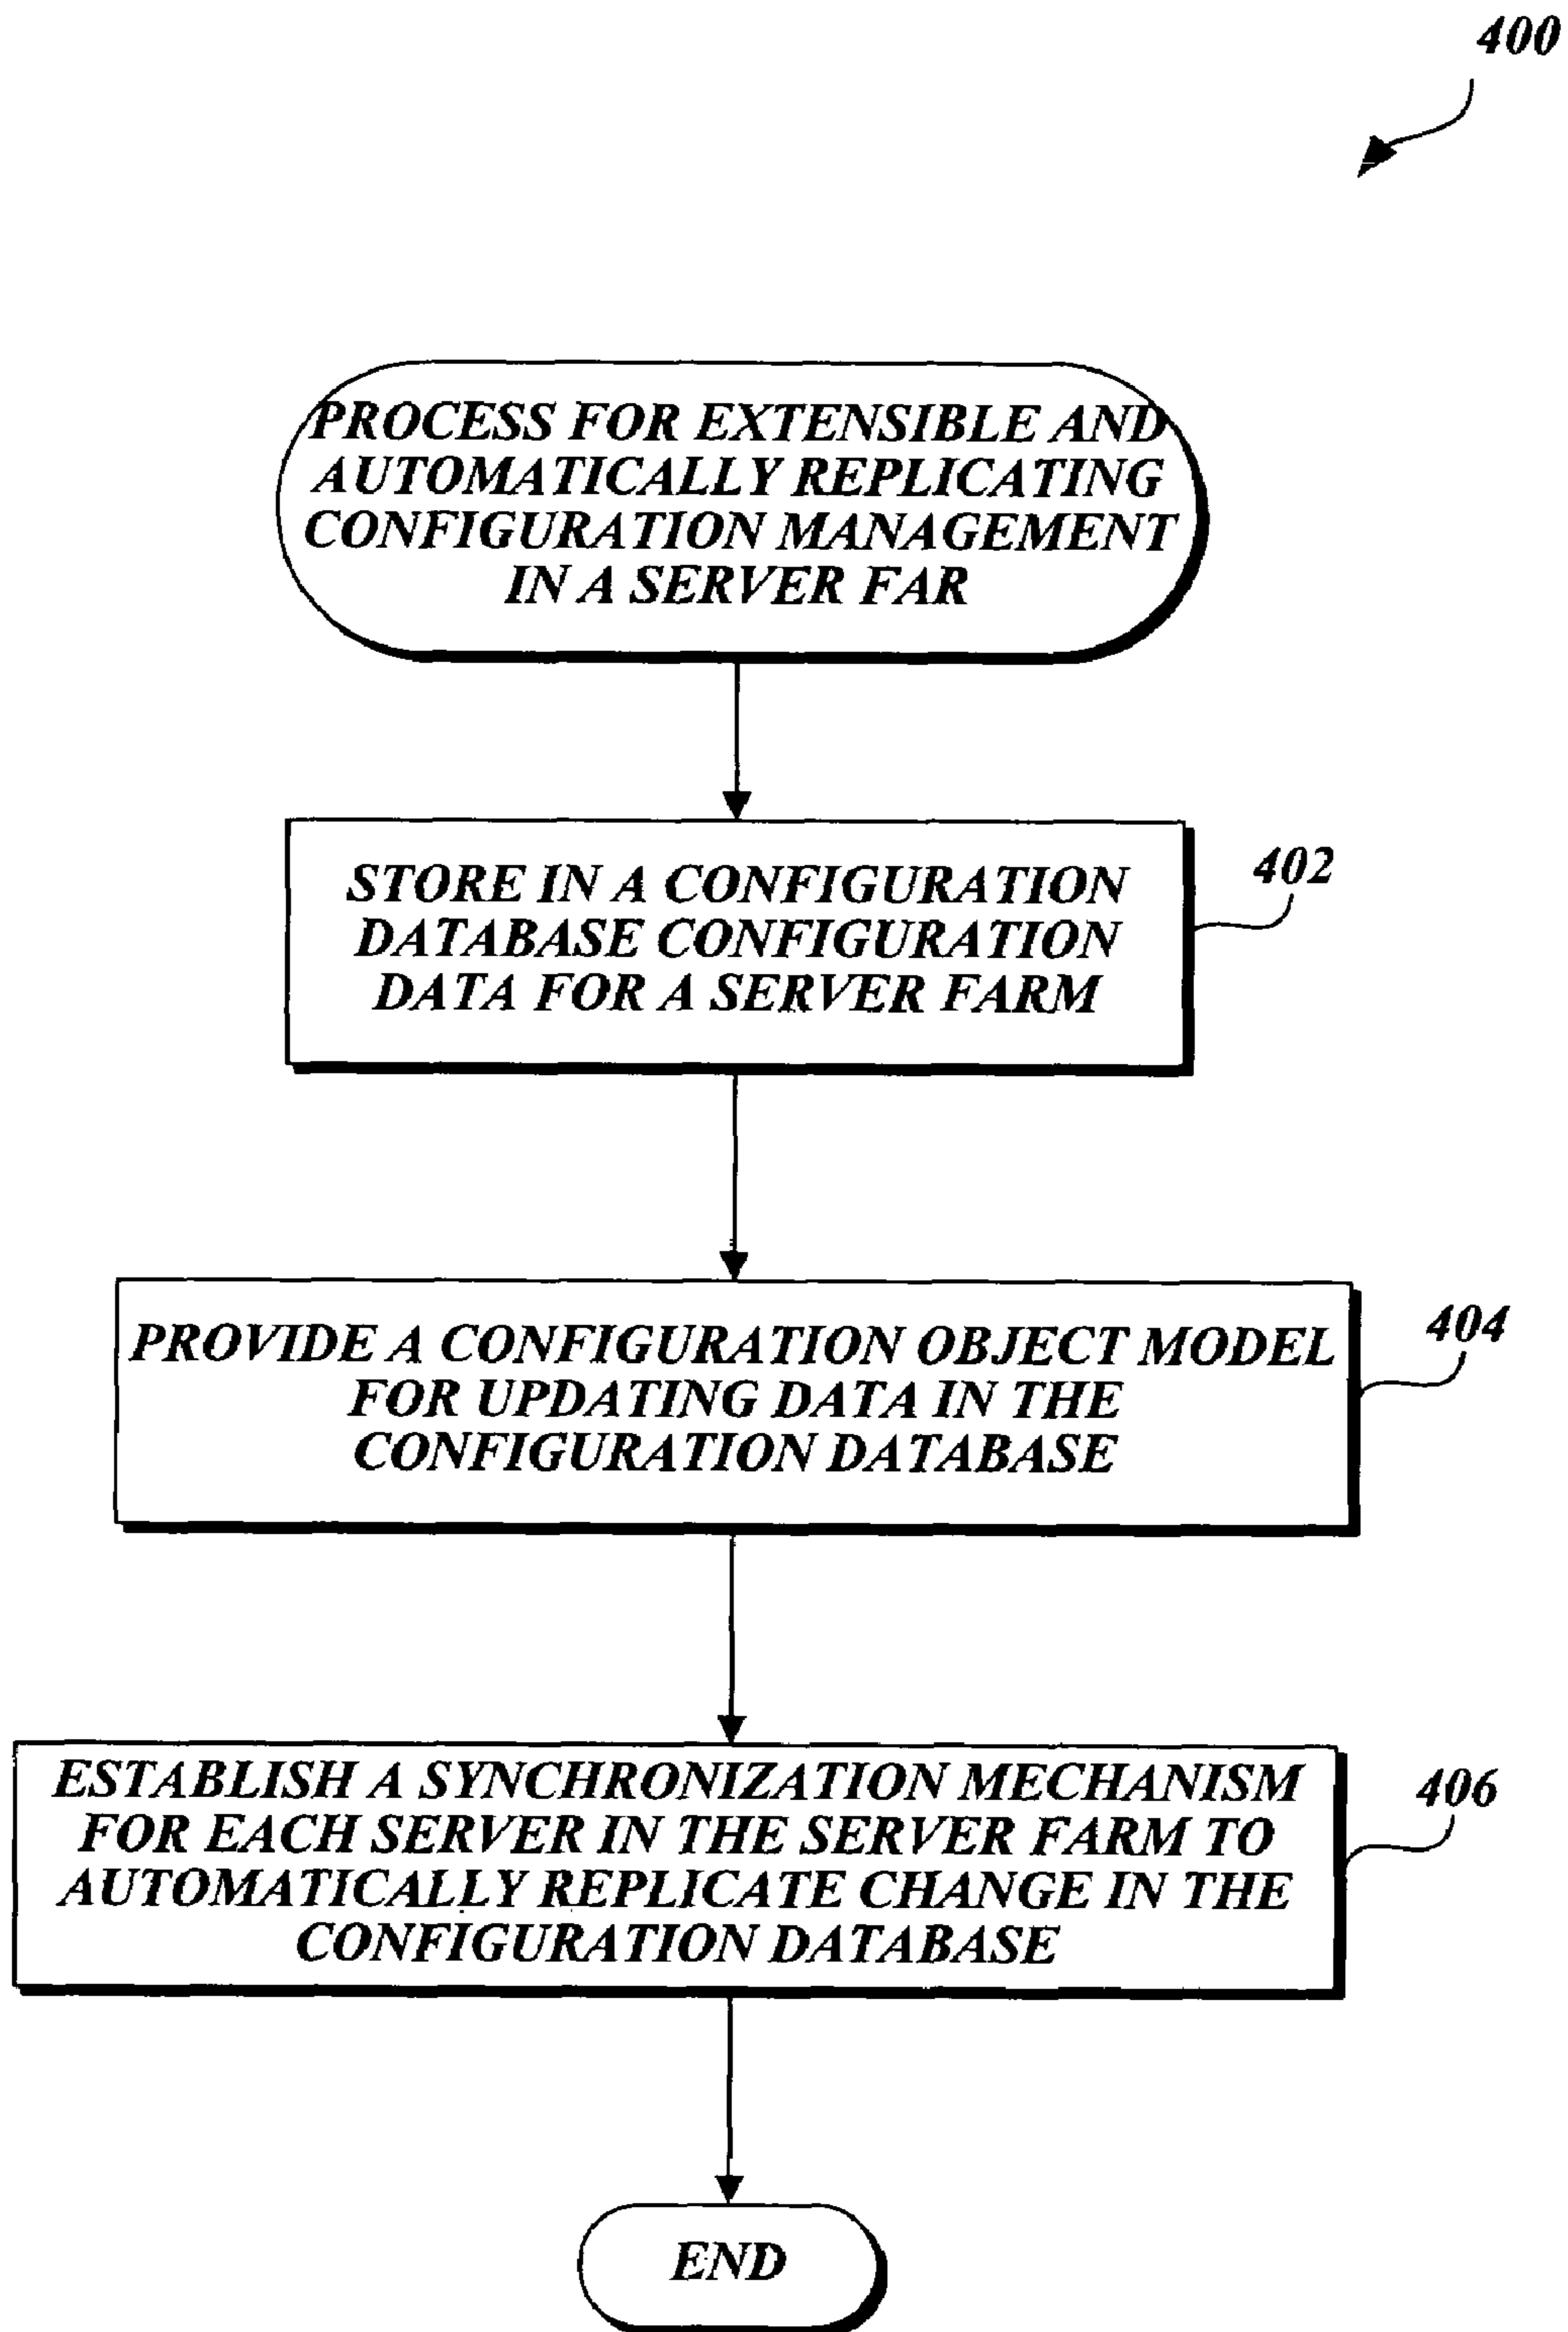 400
PROCESS FOR EXTENSIBLE AND
AUTOMATICALLY REPLICATING
CONFIGURATION MANAGEMENT
IN A SERVER FAR
STORE IN A CONFIGURATION
DATABASE CONFIGURATION
DATA FOR A SERVER FARM
402
PROVIDE A CONFIGURATION OBJECT MODEL
FOR UPDATING DATA IN THE
CONFIGURATION DATABASE
404
ESTABLISH A SYNCHRONIZATION MECHANISM
FOR EACH SERVER IN THE SERVER FARM TO
AUTOMATICALLY REPLICATE CHANGE IN THE
CONFIGURATION DATABASE
406
END